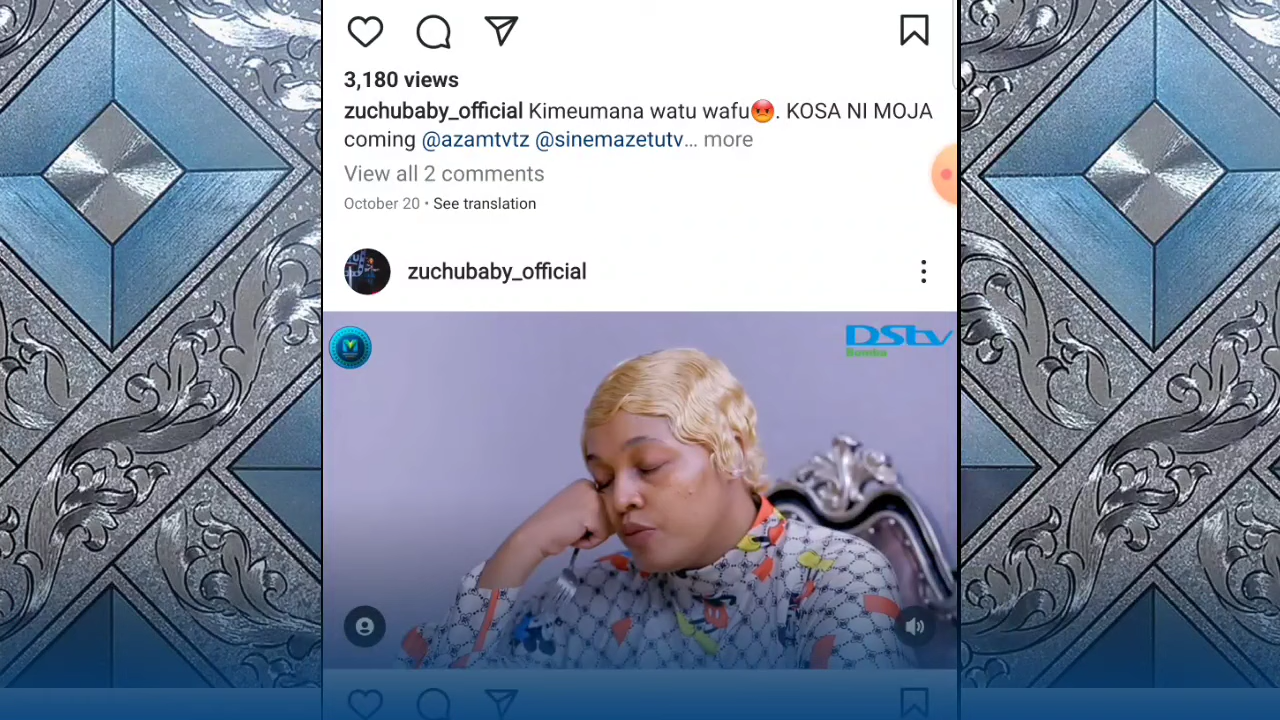 3,180 views
zuchubaby_official Kimeumana watu wafu😡. KOSA NI MOJA
coming @azamtvtz @sinemazetutv... more
View all 2 comments
October 20 • See translation
zuchubaby_official
DStv
Bomba